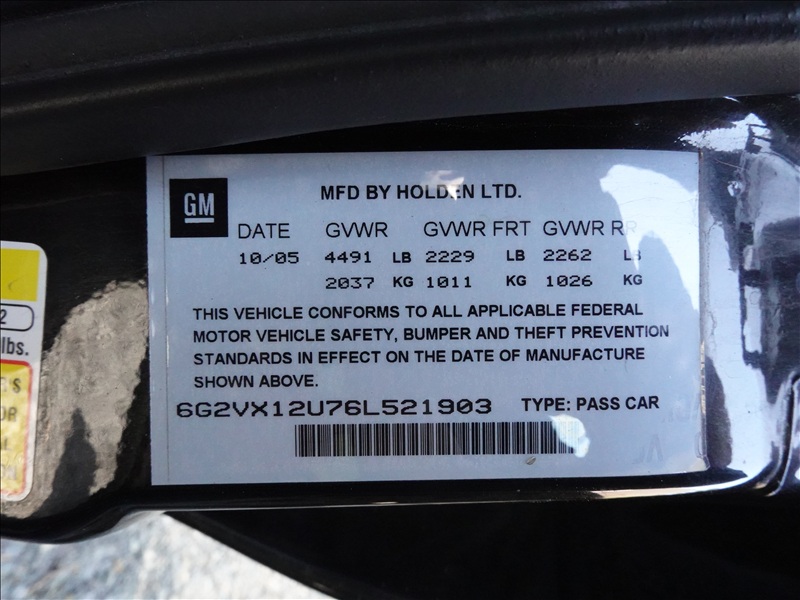 GM
MFD BY HOLDEN LTD.
DATE GVWR GVWR FRT GVWR RR
10/05 4491 LB 2229 LB 2262 LB
2037 KG 1011 KG 1026 KG
THIS VEHICLE CONFORMS TO ALL APPLICABLE FEDERAL
MOTOR VEHICLE SAFETY, BUMPER AND THEFT PREVENTION
STANDARDS IN EFFECT ON THE DATE OF MANUFACTURE
SHOWN ABOVE.
6G2VX12U76L521903 TYPE: PASS CAR
2
lbs.